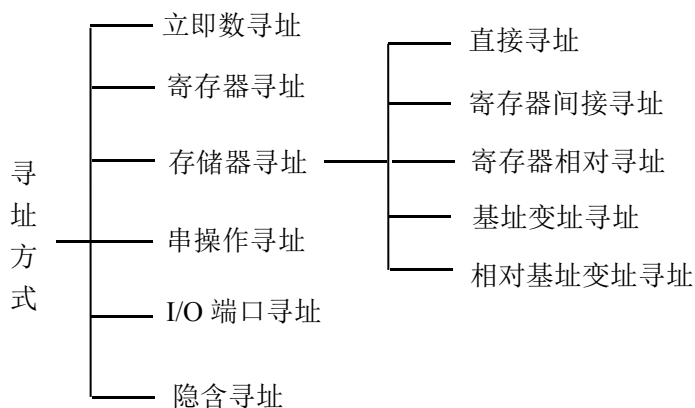 寻址方式
立即数寻址
寄存器寻址
存储器寻址
串操作寻址
I/O 端口寻址
隐含寻址
直接寻址
寄存器间接寻址
寄存器相对寻址
基址变址寻址
相对基址变址寻址